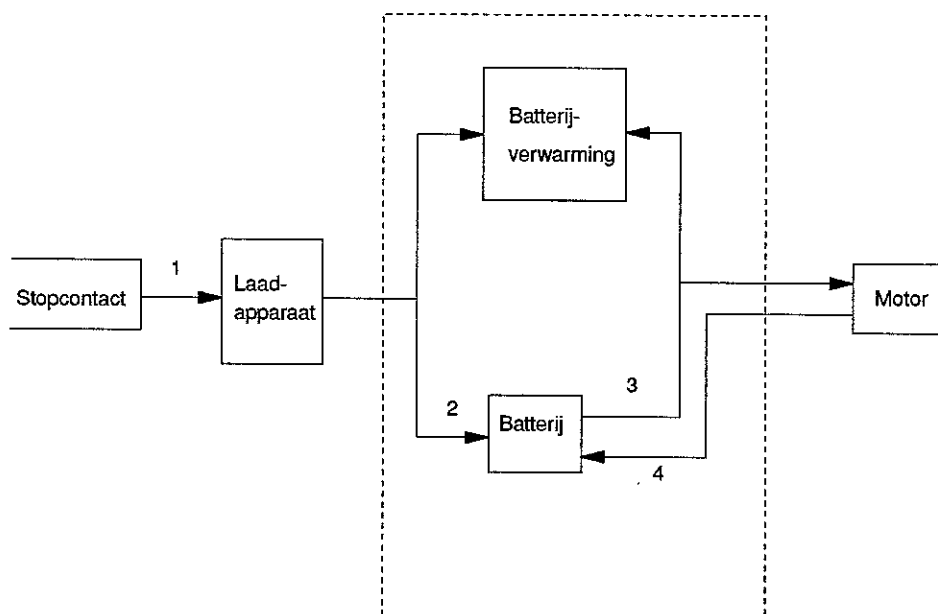 Batterij-
verwarming
1
Stopcontact
Laad-
apparaat
Motor
2
Batterij
3
4